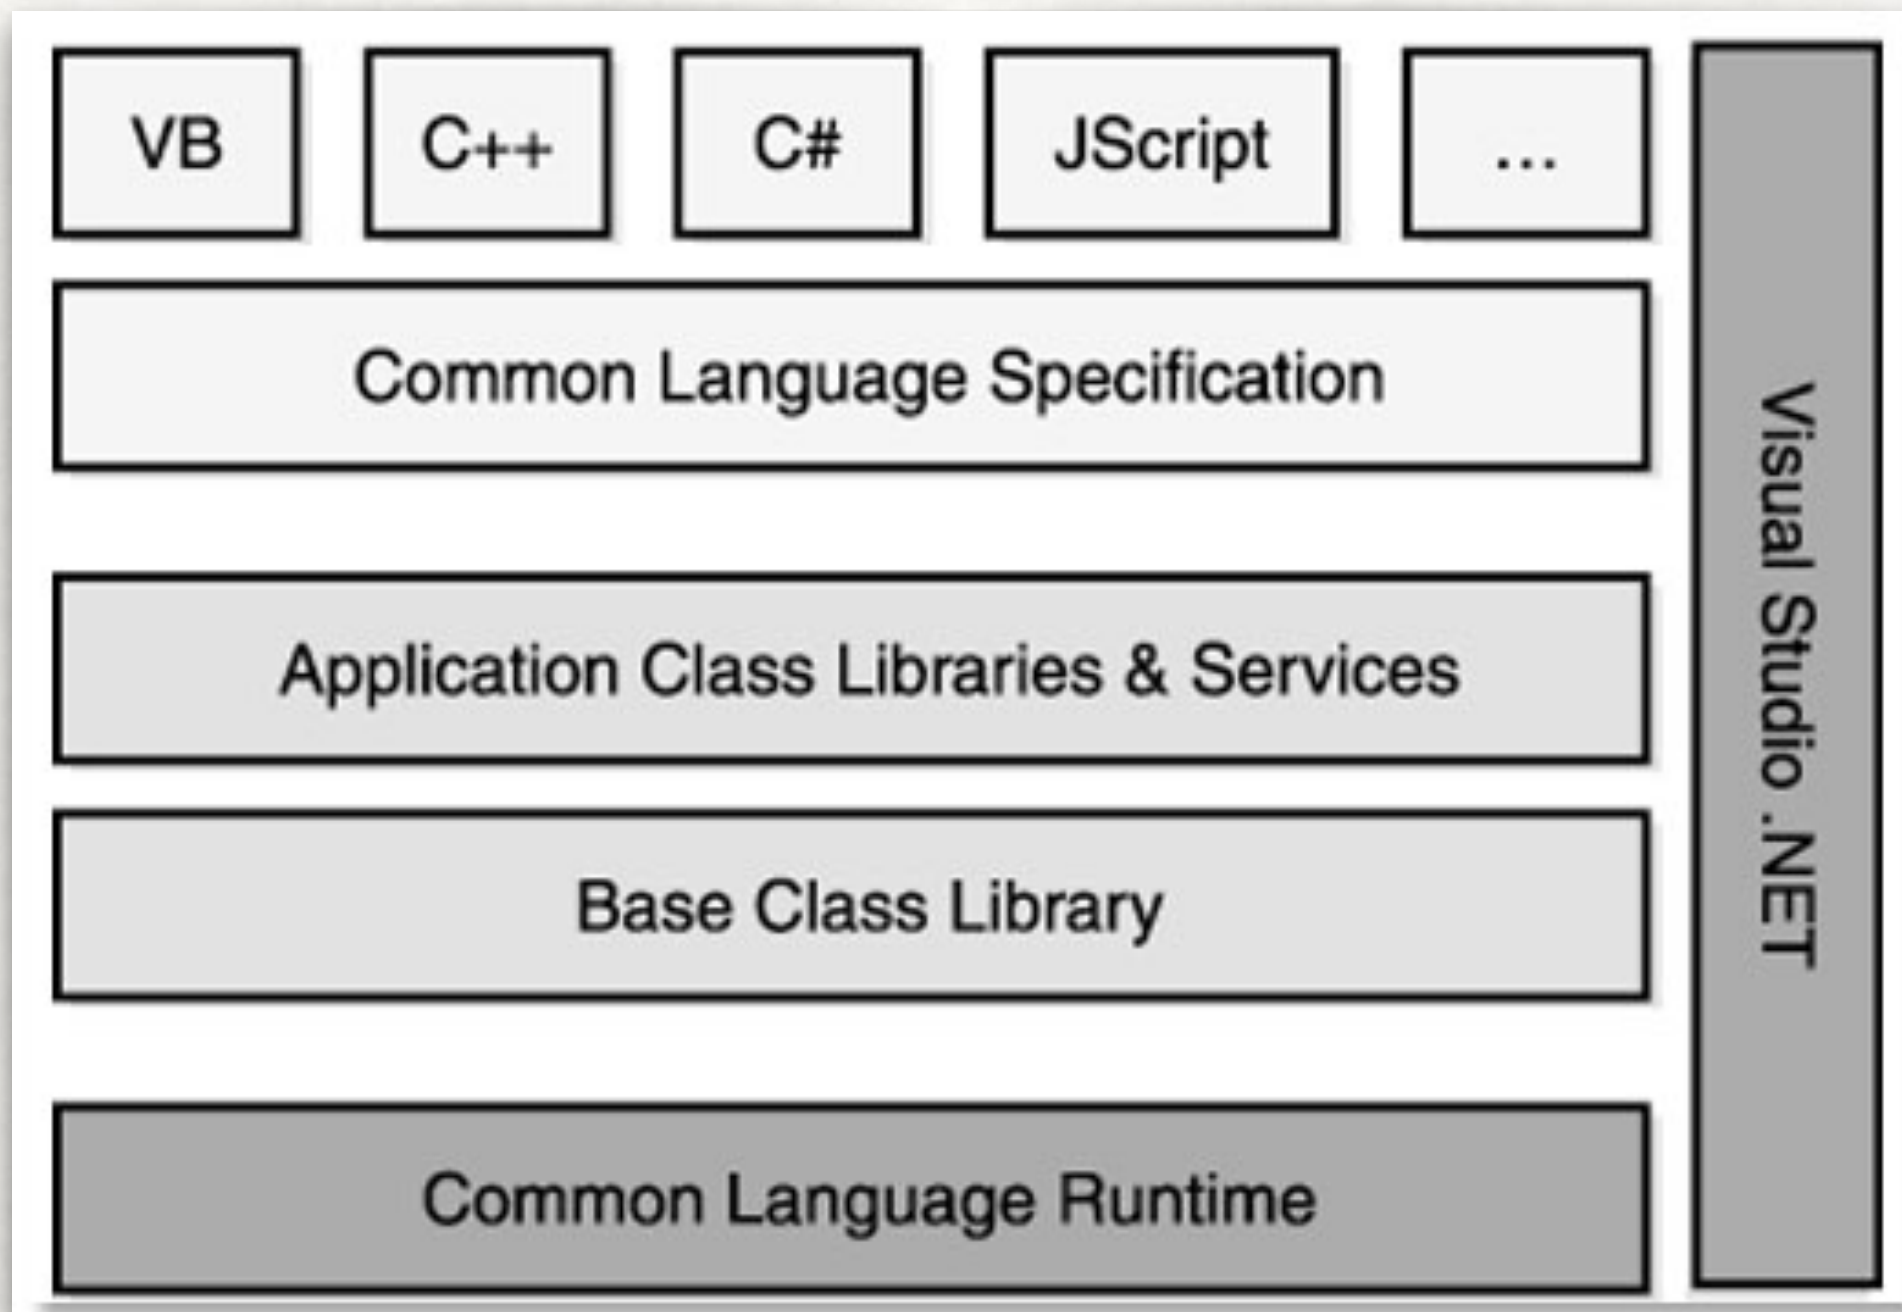 VB
C++
C#
JScript
...
Common Language Specification
Application Class Libraries & Services
Base Class Library
Common Language Runtime
Visual Studio .NET